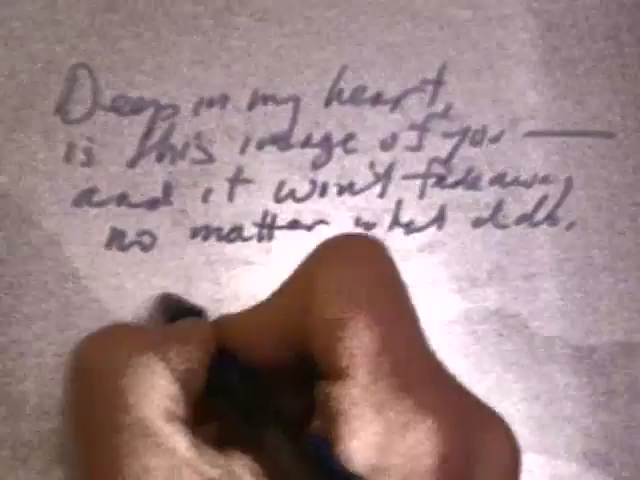 Deep in my heart,
is this image of you —
and it won't fade away
no matter what